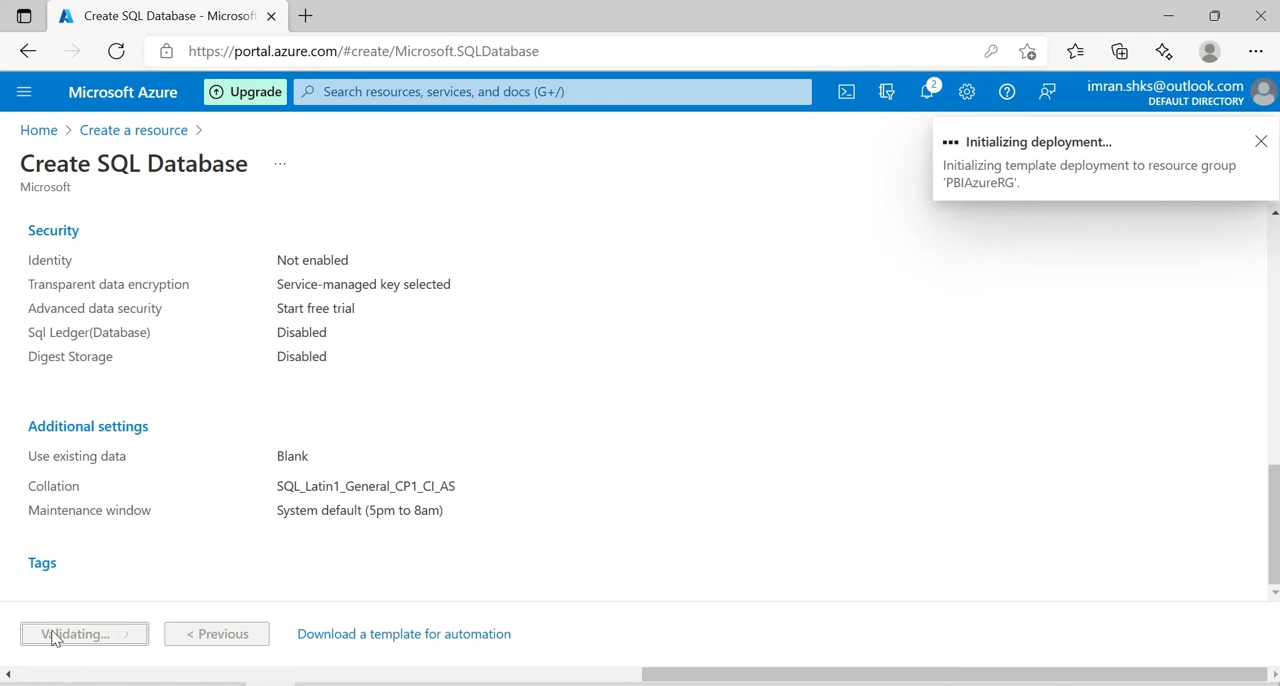 Create SQL Database - Microsof
https://portal.azure.com/#create/Microsoft.SQLDatabase
Microsoft Azure
Upgrade
Search resources, services, and docs (G+/)
2
imran.shks@outlook.com
DEFAULT DIRECTORY
Home > Create a resource >
Create SQL Database ...
Microsoft
Initializing deployment...
Initializing template deployment to resource group
'PBIAzureRG'.
Security
Identity Not enabled
Transparent data encryption Service-managed key selected
Advanced data security Start free trial
Sql Ledger(Database) Disabled
Digest Storage Disabled
Additional settings
Use existing data Blank
Collation SQL_Latin1_General_CP1_CI_AS
Maintenance window System default (5pm to 8am)
Tags
Validating...
< Previous
Download a template for automation